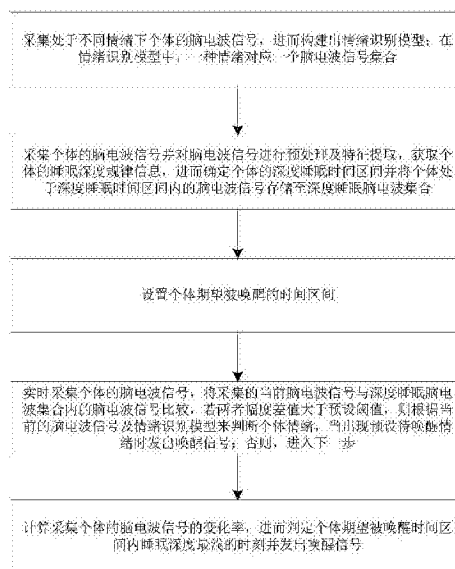 采集处于不同情绪下个体的脑电波信号，进而构建出情绪识别模型；在
情绪识别模型中，一种情绪对应一个脑电波信号集合
采集个体的脑电波信号并对脑电波信号进行预处理及特征提取，获取个
体的睡眠深度规律信息，进而确定个体的深度睡眠时间区间并将个体处
于深度睡眠时间区间内的脑电波信号存储至深度睡眠脑电波集合
设置个体期望被唤醒的时间区间
实时采集个体的脑电波信号，将采集的当前脑电波信号与深度睡眠脑电
波集合内的脑电波信号比较，若两者幅度差值大于预设阈值，则根据当
前的脑电波信号及情绪识别模型来判断个体情绪，当出现预设待唤醒情
绪时发出唤醒信号；否则，进入下一步
计算采集个体的脑电波信号的变化率，进而判定个体期望被唤醒时间区
间内睡眠深度最浅的时刻并发出唤醒信号